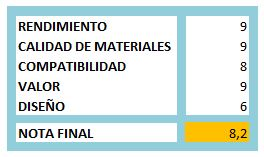 RENDIMIENTO 9
CALIDAD DE MATERIALES 9
COMPATIBILIDAD 8
VALOR 9
DISEÑO 6
NOTA FINAL 8,2